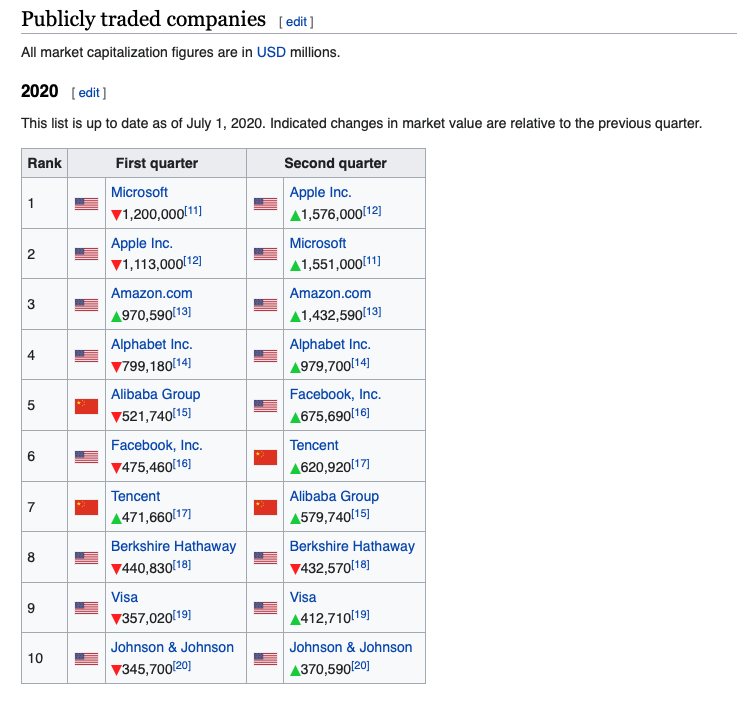 Publicly traded companies [ edit ]
All market capitalization figures are in USD millions.
2020 [ edit ]
This list is up to date as of July 1, 2020. Indicated changes in market value are relative to the previous quarter.
Rank First quarter Second quarter
1 Microsoft Apple Inc.
▼1,200,000[11] ▲1,576,000[12]
2 Apple Inc. Microsoft
▼1,113,000[12] ▲1,551,000[11]
3 Amazon.com Amazon.com
▲970,590[13] ▲1,432,590[13]
4 Alphabet Inc. Alphabet Inc.
▼799,180[14] ▲979,700[14]
5 Alibaba Group Facebook, Inc.
▼521,740[15] ▲675,690[16]
6 Facebook, Inc. Tencent
▼475,460[16] ▲620,920[17]
7 Tencent Alibaba Group
▲471,660[17] ▲579,740[15]
8 Berkshire Hathaway Berkshire Hathaway
▼440,830[18] ▼432,570[18]
9 Visa Visa
▼357,020[19] ▲412,710[19]
10 Johnson & Johnson Johnson & Johnson
▼345,700[20] ▲370,590[20]